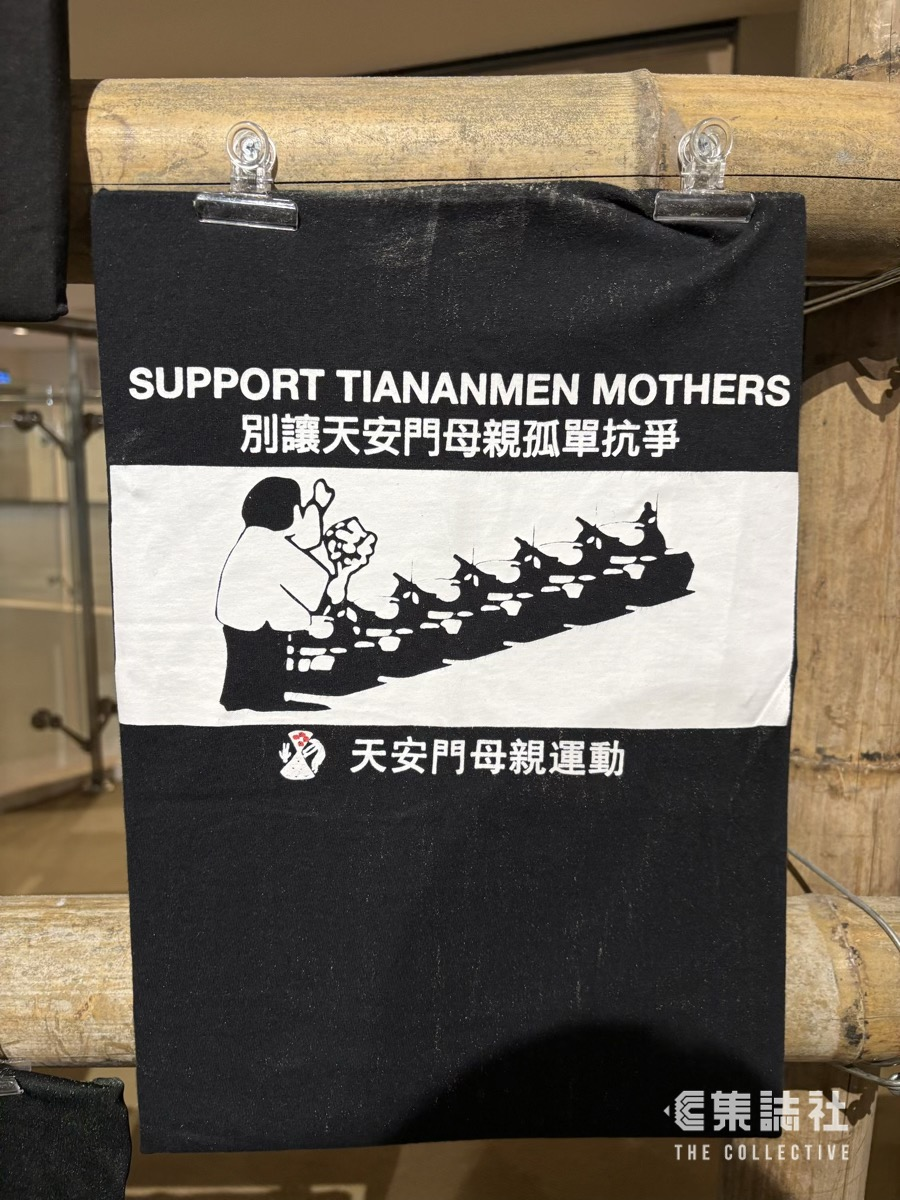 SUPPORT TIANANMEN MOTHERS
別讓天安門母親孤單抗爭
天安門母親運動
集誌社
THE COLLECTIVE